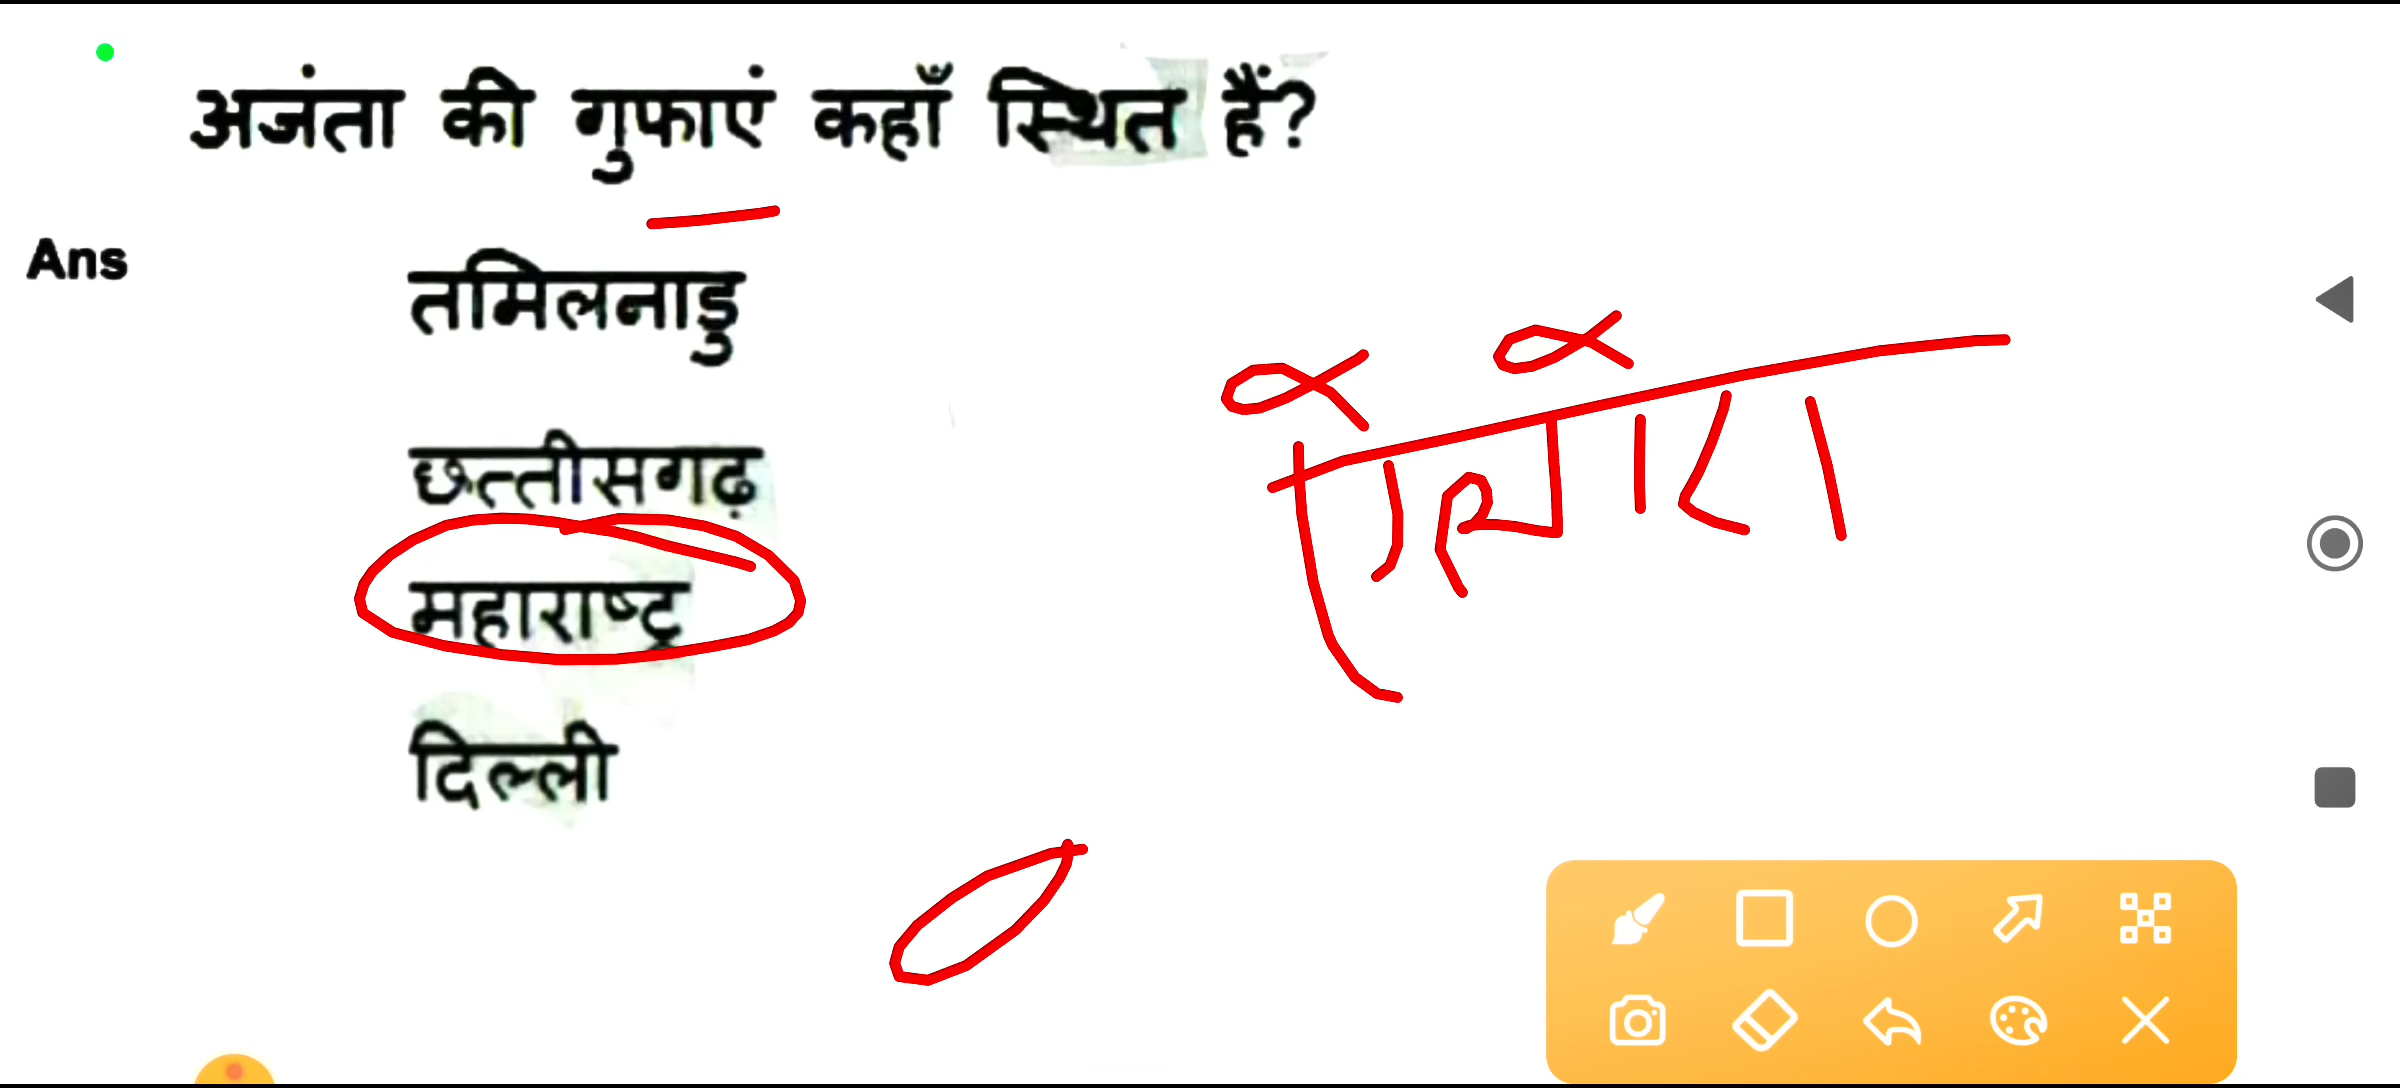 अजंता की गुफाएं कहाँ स्थित हैं?
Ans
तमिलनाडु
छत्तीसगढ़
महाराष्ट्र
दिल्ली